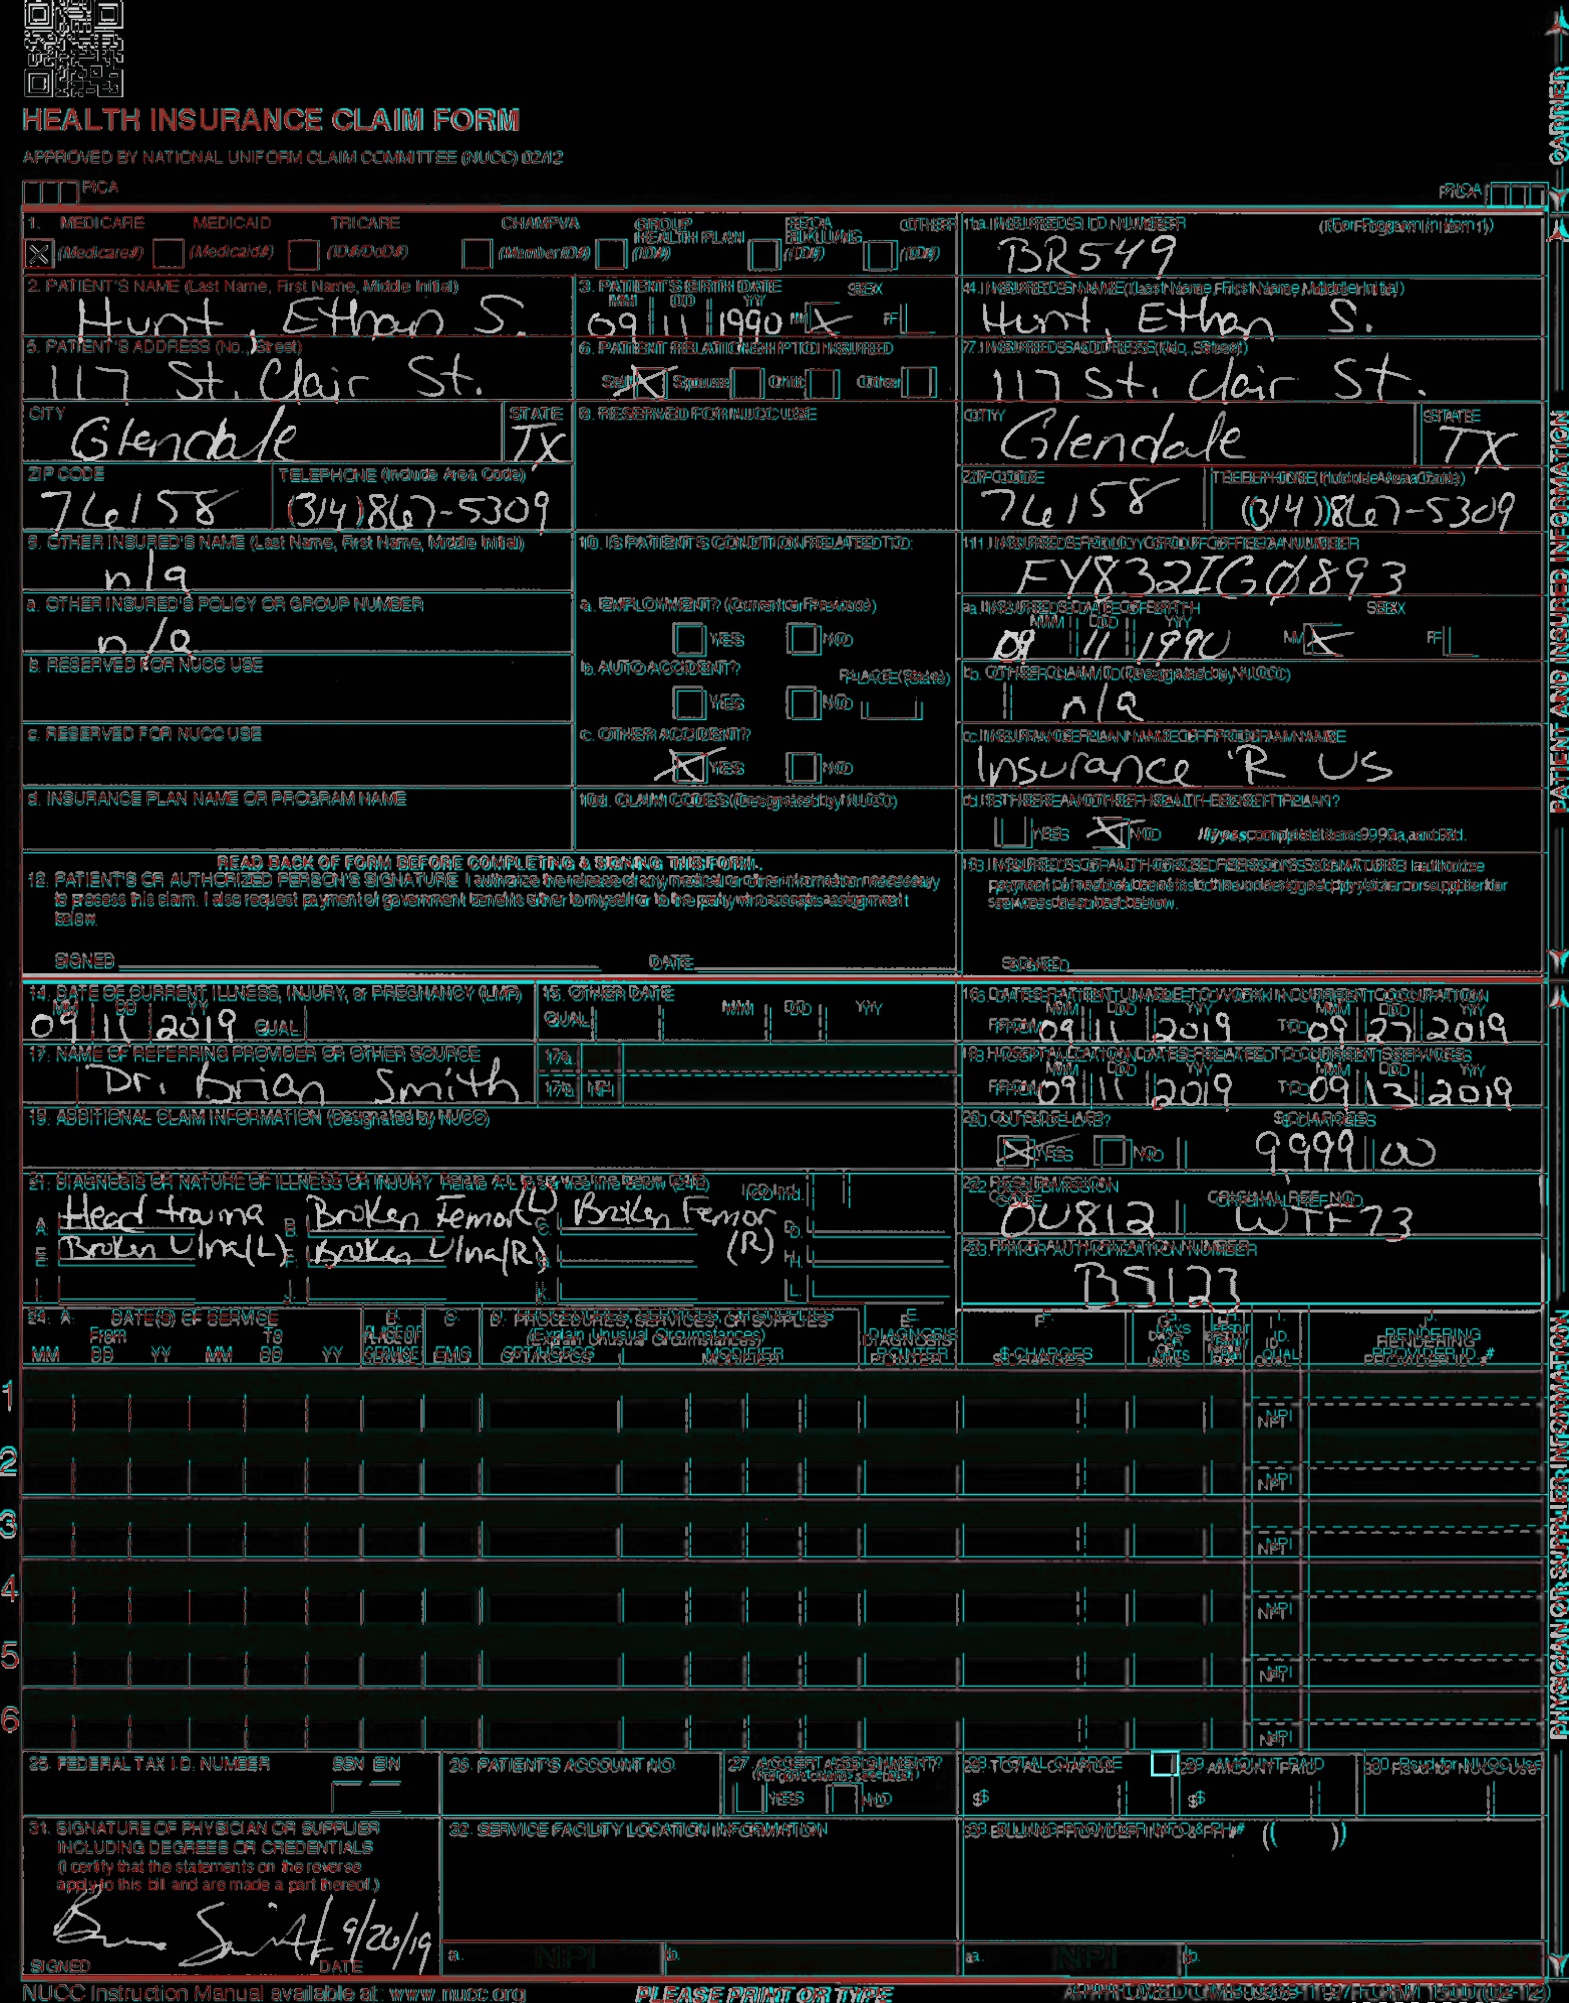 HEALTH INSURANCE CLAIM FORM
APPROVED BY NATIONAL UNIFORM CLAIM COMMITTEE (NUCC) 02/12
PICA PICA
CARRIER
1. MEDICARE MEDICAID TRICARE CHAMPVA GROUP HEALTH PLAN FECA BLK LUNG OTHER
X (Medicare#) (Medicaid#) (ID#/DoD#) (Member ID#) (ID#) (ID#) (ID#)
1a. INSURED'S I.D. NUMBER (For Program in Item 1)
BR549
2. PATIENT'S NAME (Last Name, First Name, Middle Initial)
Hunt, Ethan S.
3. PATIENT'S BIRTH DATE SEX
MM DD YY
09 11 1990 M X F
4. INSURED'S NAME (Last Name, First Name, Middle Initial)
Hunt, Ethan S.
5. PATIENT'S ADDRESS (No., Street)
117 St. Clair St.
6. PATIENT RELATIONSHIP TO INSURED
Self X Spouse Child Other
7. INSURED'S ADDRESS (No., Street)
117 St. Clair St.
CITY STATE
Glendale TX
8. RESERVED FOR NUCC USE
CITY STATE
Glendale TX
ZIP CODE TELEPHONE (Include Area Code)
76158 (314)867-5309
ZIP CODE TELEPHONE (Include Area Code)
76158 (314)867-5309
9. OTHER INSURED'S NAME (Last Name, First Name, Middle Initial)
n/a
10. IS PATIENT'S CONDITION RELATED TO:
11. INSURED'S POLICY GROUP OR FECA NUMBER
FY832IG0893
a. OTHER INSURED'S POLICY OR GROUP NUMBER
n/a
a. EMPLOYMENT? (Current or Previous)
YES NO
a. INSURED'S DATE OF BIRTH SEX
MM DD YY
09 11 1990 M X F
b. RESERVED FOR NUCC USE
b. AUTO ACCIDENT? PLACE (State)
YES NO
b. OTHER CLAIM ID (Designated by NUCC)
n/a
c. RESERVED FOR NUCC USE
c. OTHER ACCIDENT?
X YES NO
c. INSURANCE PLAN NAME OR PROGRAM NAME
Insurance 'R US
d. INSURANCE PLAN NAME OR PROGRAM NAME
10d. CLAIM CODES (Designated by NUCC)
d. IS THERE ANOTHER HEALTH BENEFIT PLAN?
YES X NO If yes, complete items 9, 9a, and 9d.
PATIENT AND INSURED INFORMATION
READ BACK OF FORM BEFORE COMPLETING & SIGNING THIS FORM.
12. PATIENT'S OR AUTHORIZED PERSON'S SIGNATURE I authorize the release of any medical or other information necessary
to process this claim. I also request payment of government benefits either to myself or to the party who accepts assignment
below.
SIGNED DATE
13. INSURED'S OR AUTHORIZED PERSON'S SIGNATURE I authorize
payment of medical benefits to the undersigned physician or supplier for
services described below.
SIGNED
14. DATE OF CURRENT ILLNESS, INJURY, or PREGNANCY (LMP)
MM DD YY
09 11 2019 QUAL.
15. OTHER DATE
QUAL. MM DD YY
16. DATES PATIENT UNABLE TO WORK IN CURRENT OCCUPATION
MM DD YY MM DD YY
FROM 09 11 2019 TO 09 27 2019
17. NAME OF REFERRING PROVIDER OR OTHER SOURCE
Dr. Brian Smith
17a.
17b. NPI
18. HOSPITALIZATION DATES RELATED TO CURRENT SERVICES
MM DD YY MM DD YY
FROM 09 11 2019 TO 09 13 2019
19. ADDITIONAL CLAIM INFORMATION (Designated by NUCC)
20. OUTSIDE LAB? $ CHARGES
X YES NO 9999 00
21. DIAGNOSIS OR NATURE OF ILLNESS OR INJURY Relate A-L to service line below (24E) ICD Ind.
A. Head trauma B. Broken Femor (L) C. Broken Femor (R) D.
E. Broken Ulna (L) F. Broken Ulna (R) G. H.
I. J. K. L.
22. RESUBMISSION CODE ORIGINAL REF. NO.
OU812 WTF73
23. PRIOR AUTHORIZATION NUMBER
BS123
24. A. DATE(S) OF SERVICE B. C. D. PROCEDURES, SERVICES, OR SUPPLIES E. F. G. H. I. J.
From To PLACE OF (Explain Unusual Circumstances) DIAGNOSIS DAYS OR UNITS ID. RENDERING
MM DD YY MM DD YY SERVICE EMG CPT/HCPCS MODIFIER POINTER $ CHARGES QUAL. PROVIDER ID. #
1 NPI
2 NPI
3 NPI
4 NPI
5 NPI
6 NPI
PHYSICIAN OR SUPPLIER INFORMATION
25. FEDERAL TAX I.D. NUMBER SSN EIN
26. PATIENT'S ACCOUNT NO.
27. ACCEPT ASSIGNMENT?
YES NO
28. TOTAL CHARGE
$
29. AMOUNT PAID
$
30. Rsvd for NUCC Use
31. SIGNATURE OF PHYSICIAN OR SUPPLIER
INCLUDING DEGREES OR CREDENTIALS
(I certify that the statements on the reverse
apply to this bill and are made a part thereof.)
9/26/19
SIGNED DATE
32. SERVICE FACILITY LOCATION INFORMATION
a. NPI b.
33. BILLING PROVIDER INFO & PH# ( )
a. NPI b.
NUCC Instruction Manual available at: www.nucc.org
PLEASE PRINT OR TYPE
APPROVED OMB-0938-1197 FORM 1500 (02-12)